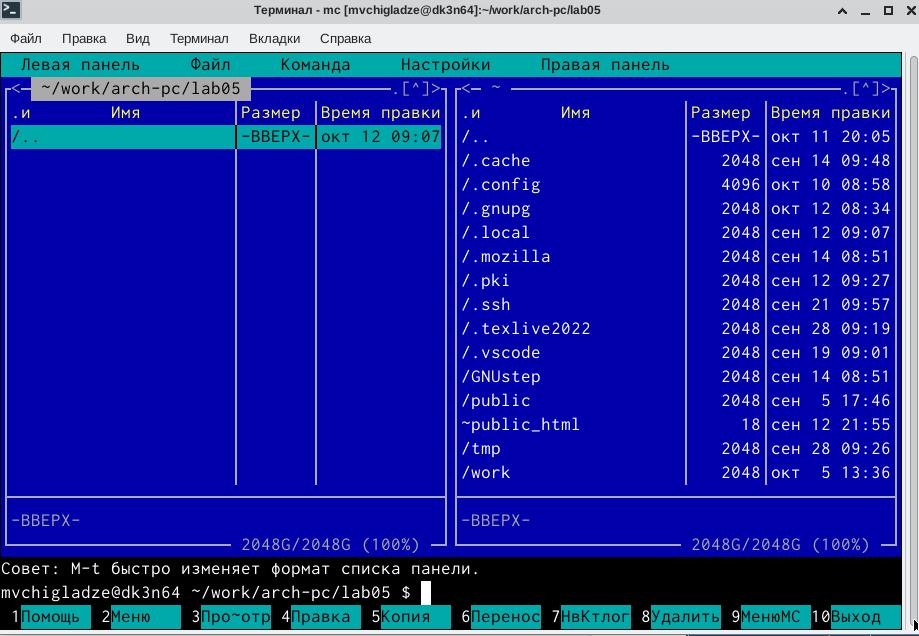 Терминал - mc [mvchigladze@dk3n64]:~/work/arch-pc/lab05
Файл Правка Вид Терминал Вкладки Справка
Левая панель Файл Команда Настройки Правая панель
<- ~/work/arch-pc/lab05 .[^]> <- ~ .[^]>
.и Имя Размер Время правки .и Имя Размер Время правки
/.. -ВВЕРХ- окт 12 09:07 /.. -ВВЕРХ- окт 11 20:05
/.cache 2048 сен 14 09:48
/.config 4096 окт 10 08:58
/.gnupg 2048 окт 12 08:34
/.local 2048 сен 12 09:07
/.mozilla 2048 сен 14 08:51
/.pki 2048 сен 12 09:27
/.ssh 2048 сен 21 09:57
/.texlive2022 2048 сен 28 09:19
/.vscode 2048 сен 19 09:01
/GNUstep 2048 сен 14 08:51
/public 2048 сен 5 17:46
~public_html 18 сен 12 21:55
/tmp 2048 сен 28 09:26
/work 2048 окт 5 13:36
-ВВЕРХ- -ВВЕРХ-
2048G/2048G (100%) 2048G/2048G (100%)
Совет: M-t быстро изменяет формат списка панели.
mvchigladze@dk3n64 ~/work/arch-pc/lab05 $
1Помощь 2Меню 3Про~отр 4Правка 5Копия 6Перенос 7НвКтлог 8Удалить 9МенюМС 10Выход